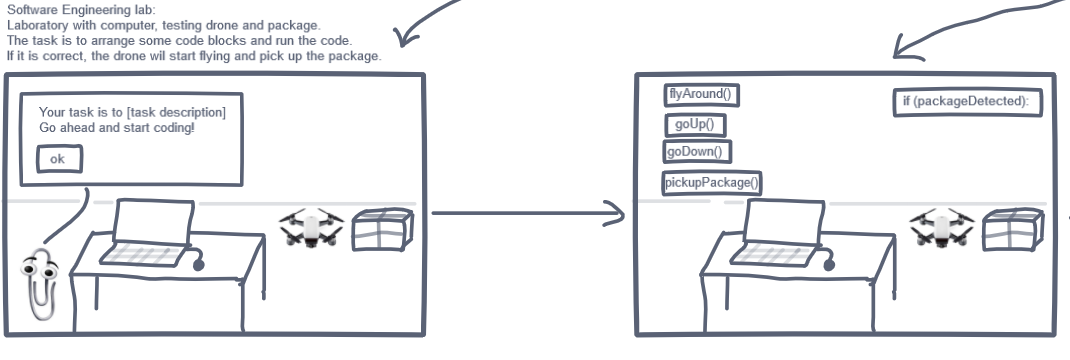 Software Engineering lab:
Laboratory with computer, testing drone and package.
The task is to arrange some code blocks and run the code.
If it is correct, the drone wil start flying and pick up the package.
Your task is to [task description]
Go ahead and start coding!
ok
flyAround()
goUp()
goDown()
pickupPackage()
if (packageDetected):